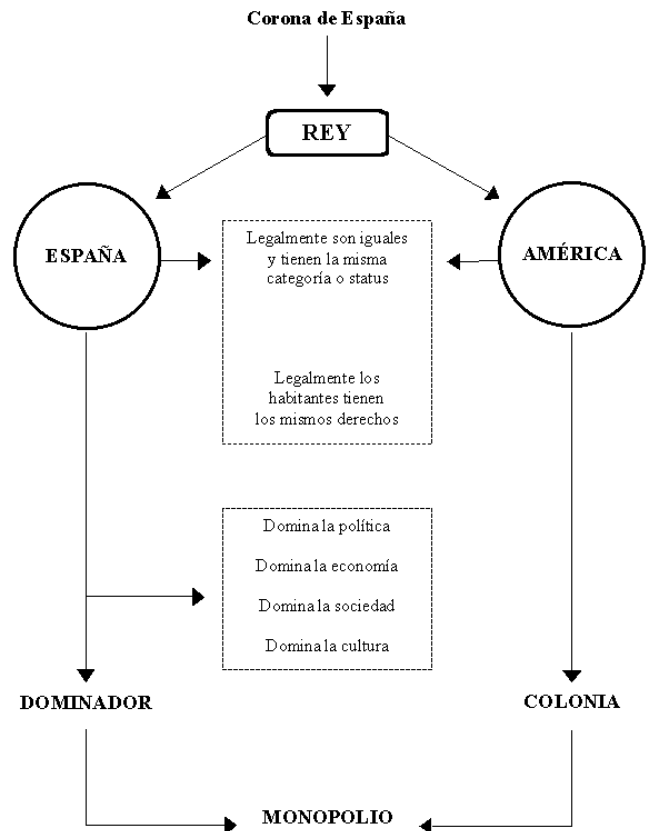 Corona de España
REY
ESPAÑA
Legalmente son iguales
y tienen la misma
categoría o status
AMÉRICA
Legalmente los
habitantes tienen
los mismos derechos
Domina la política
Domina la economía
Domina la sociedad
Domina la cultura
DOMINADOR
COLONIA
MONOPOLIO